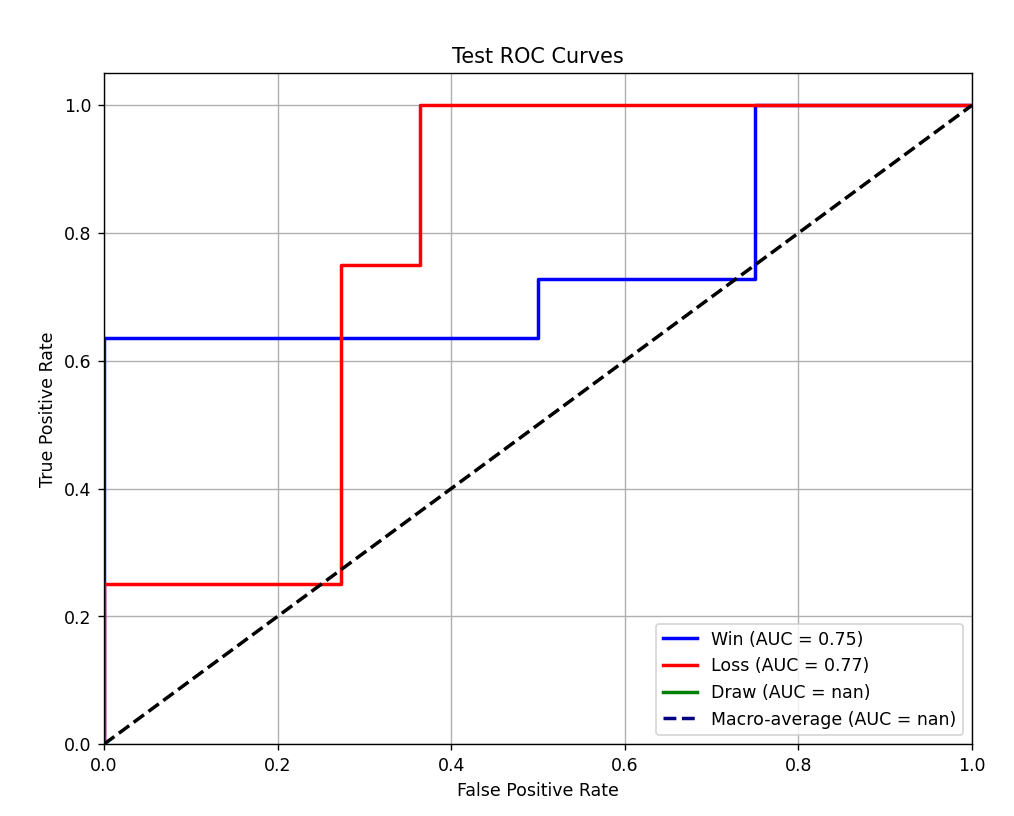 Test ROC Curves
True Positive Rate
1.0
0.8
0.6
0.4
0.2
0.0
0.0 0.2 0.4 0.6 0.8 1.0
False Positive Rate
Win (AUC = 0.75)
Loss (AUC = 0.77)
Draw (AUC = nan)
Macro-average (AUC = nan)